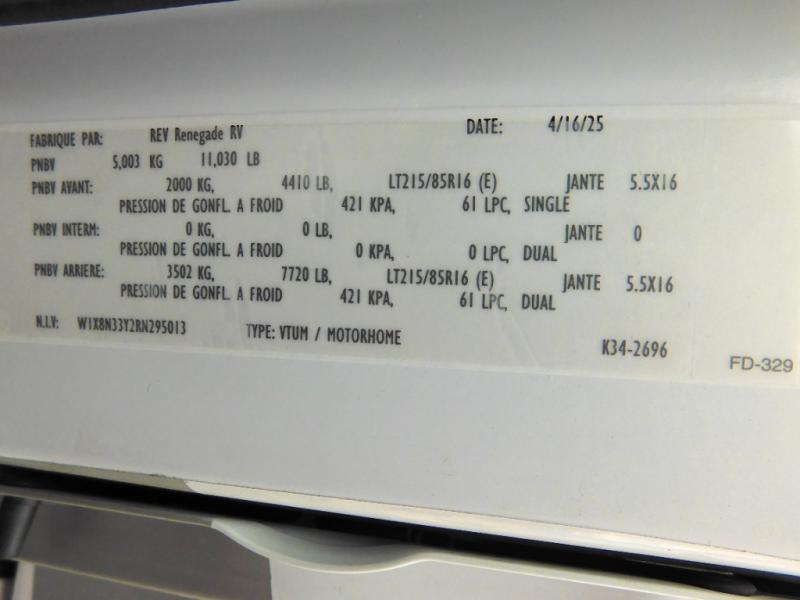 FABRIQUE PAR: REV Renegade RV DATE: 4/16/25
PNBV 5,003 KG 11,030 LB
PNBV AVANT: 2000 KG, 4410 LB, LT215/85R16 (E) JANTE 5.5X16
PRESSION DE GONFL. A FROID 421 KPA, 61 LPC, SINGLE
PNBV INTERM: 0 KG, 0 LB, JANTE 0
PRESSION DE GONFL. A FROID 0 KPA, 0 LPC, DUAL
PNBV ARRIERE: 3502 KG, 7720 LB, LT215/85R16 (E) JANTE 5.5X16
PRESSION DE GONFL. A FROID 421 KPA, 61 LPC, DUAL
N.I.V: W1X8N33Y2RN295013 TYPE: VTUM / MOTORHOME K34-2696
FD-329